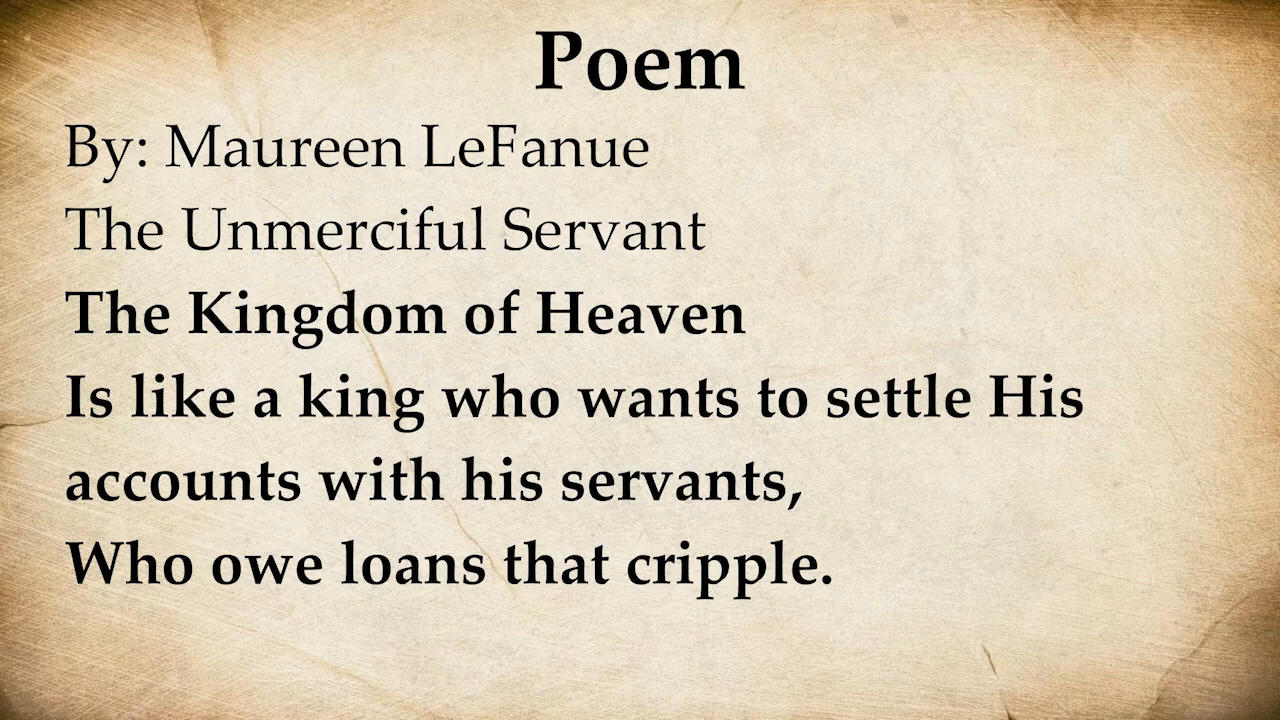 Poem
By: Maureen LeFanue
The Unmerciful Servant
The Kingdom of Heaven
Is like a king who wants to settle His
accounts with his servants,
Who owe loans that cripple.